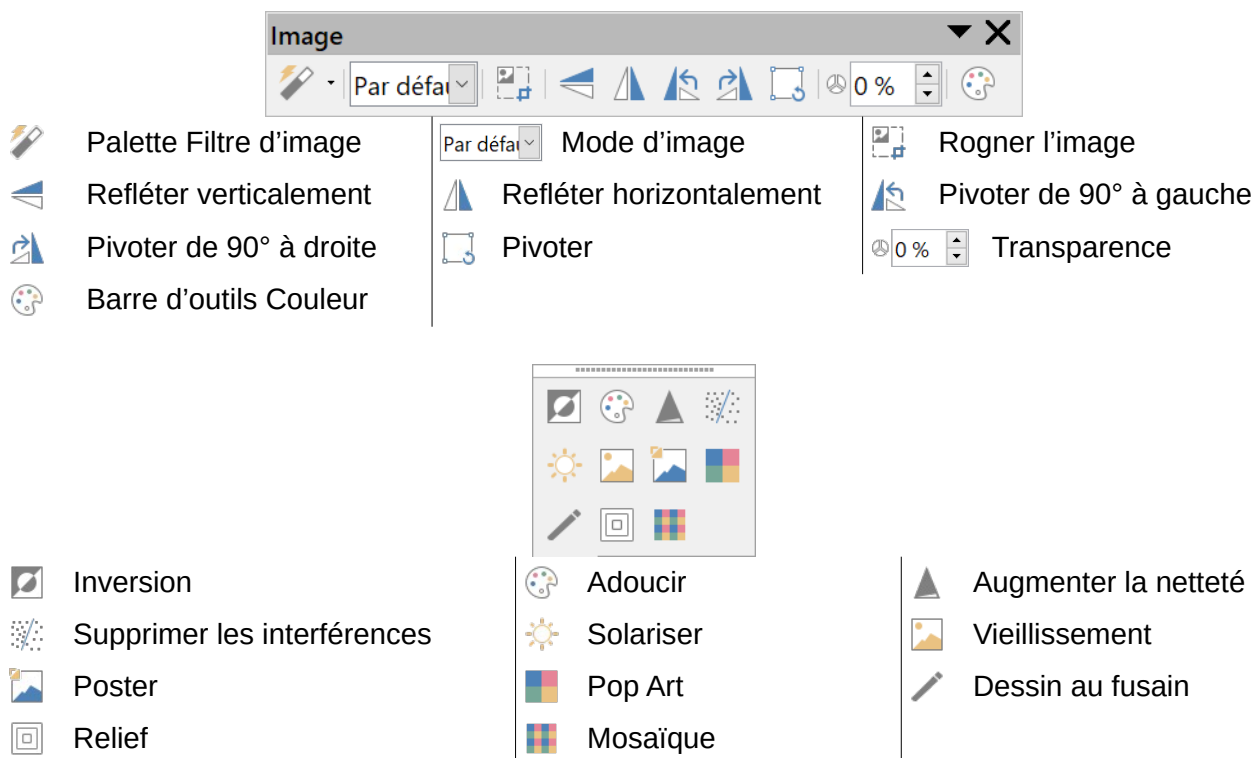 Image
Par défau 0 %
Palette Filtre d’image
Par défau Mode d’image
Rogner l’image
Refléter verticalement
Refléter horizontalement
Pivoter de 90° à gauche
Pivoter de 90° à droite
Pivoter
0 % Transparence
Barre d’outils Couleur
Inversion
Adoucir
Augmenter la netteté
Supprimer les interférences
Solariser
Vieillissement
Poster
Pop Art
Dessin au fusain
Relief
Mosaïque